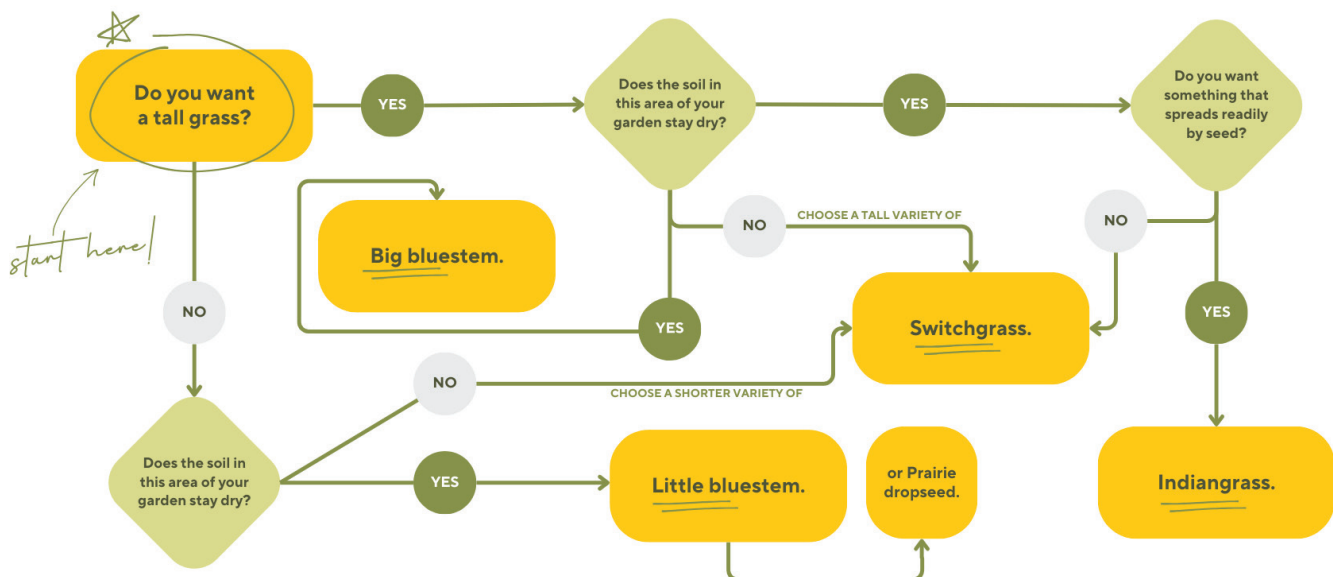 Do you want
a tall grass?
YES
Does the soil in
this area of your
garden stay dry?
YES
Do you want
something that
spreads readily
by seed?
start here!
Big bluestem.
NO
CHOOSE A TALL VARIETY OF
NO
NO
YES
Switchgrass.
YES
NO
CHOOSE A SHORTER VARIETY OF
Does the soil in
this area of your
garden stay dry?
YES
Little bluestem.
or Prairie
dropseed.
Indiangrass.